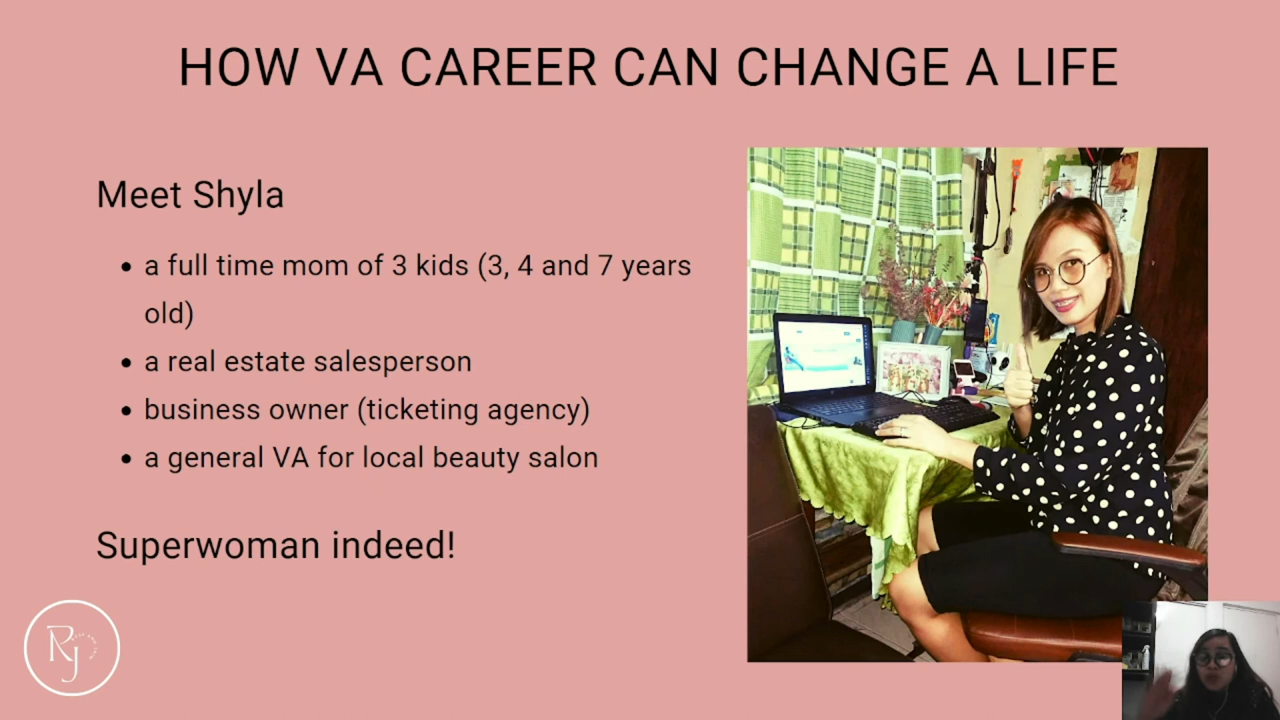 HOW VA CAREER CAN CHANGE A LIFE
Meet Shyla
• a full time mom of 3 kids (3, 4 and 7 years
old)
• a real estate salesperson
• business owner (ticketing agency)
• a general VA for local beauty salon
Superwoman indeed!
RJ